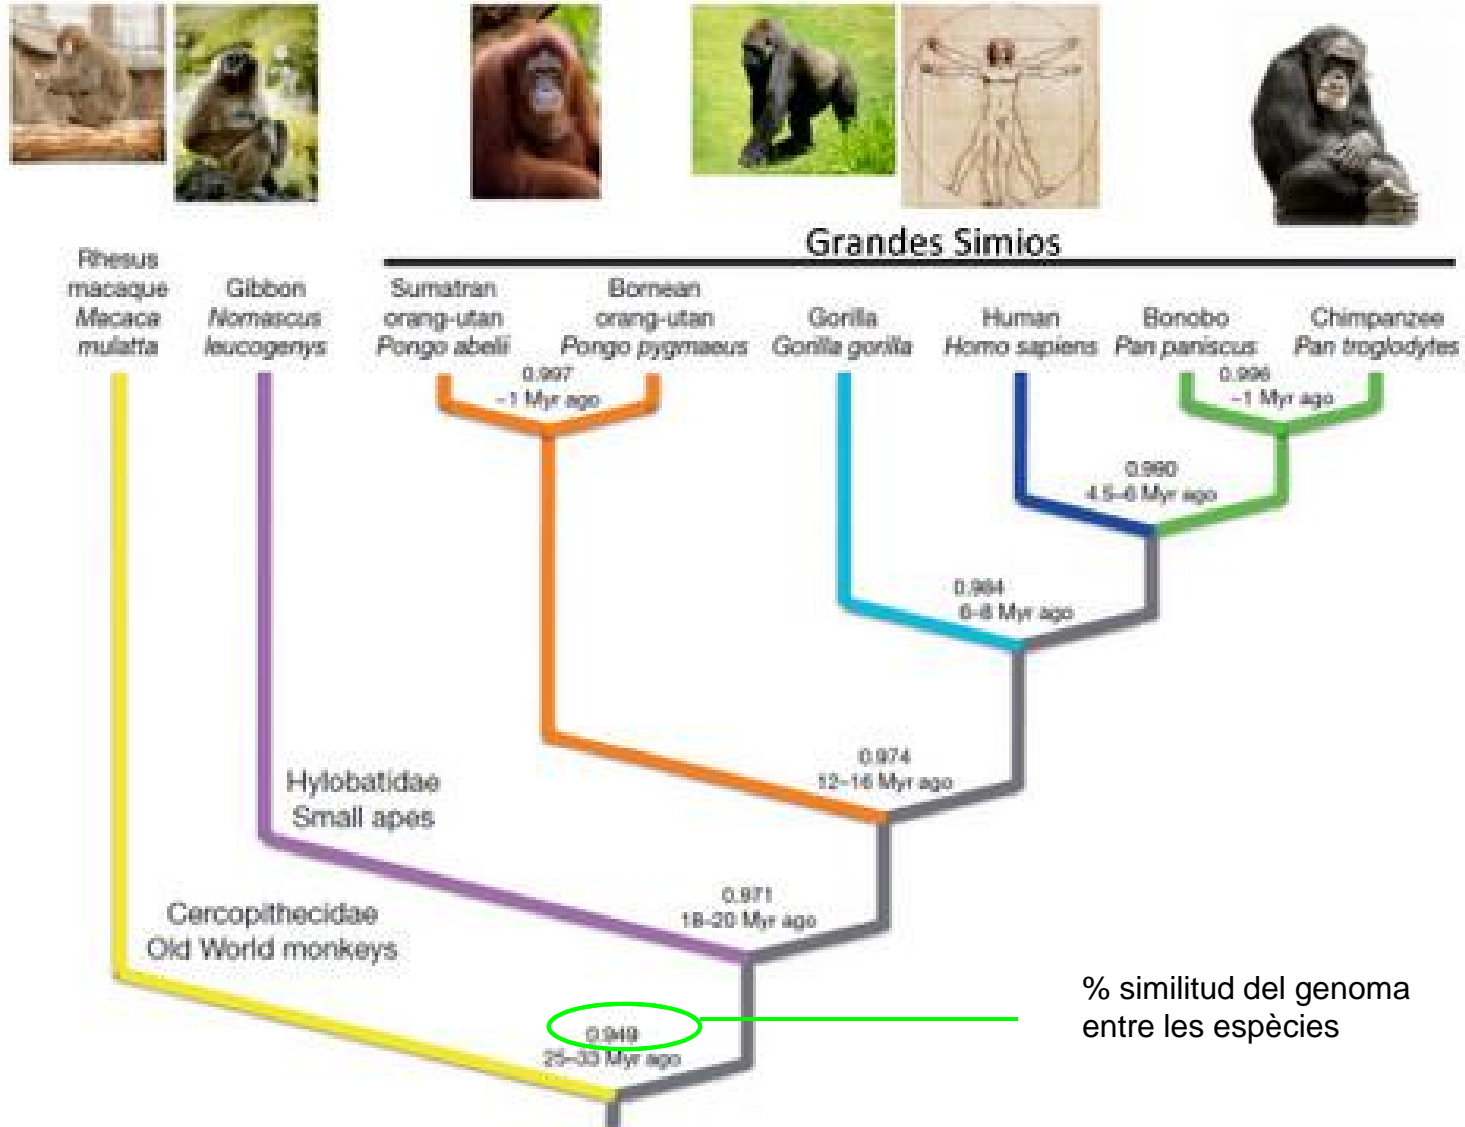 Grandes Simios
Rhesus
macaque
Macaca
mulatta
Gibbon
Nomascus
leucogenys
Sumatran
orang-utan
Pongo abelii
Bornean
orang-utan
Pongo pygmaeus
Gorilla
Gorilla gorilla
Human
Homo sapiens
Bonobo
Pan paniscus
Chimpanzee
Pan troglodytes
0.997
~1 Myr ago
0.996
~1 Myr ago
0.990
4.5–6 Myr ago
0.984
6–8 Myr ago
0.974
12–16 Myr ago
Hylobatidae
Small apes
0.971
18–20 Myr ago
Cercopithecidae
Old World monkeys
0.949
25–33 Myr ago
% similitud del genoma
entre les espècies